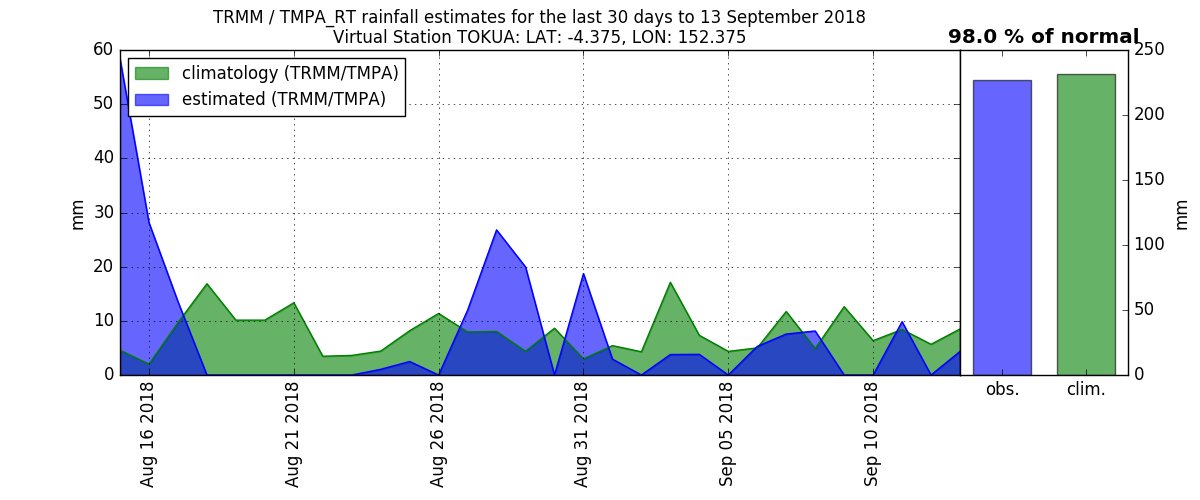 TRMM / TMPA_RT rainfall estimates for the last 30 days to 13 September 2018
Virtual Station TOKUA: LAT: -4.375, LON: 152.375
98.0 % of normal
climatology (TRMM/TMPA)
estimated (TRMM/TMPA)
60
50
40
30
20
10
0
mm
Aug 16 2018
Aug 21 2018
Aug 26 2018
Aug 31 2018
Sep 05 2018
Sep 10 2018
250
200
150
100
50
0
mm
obs.
clim.